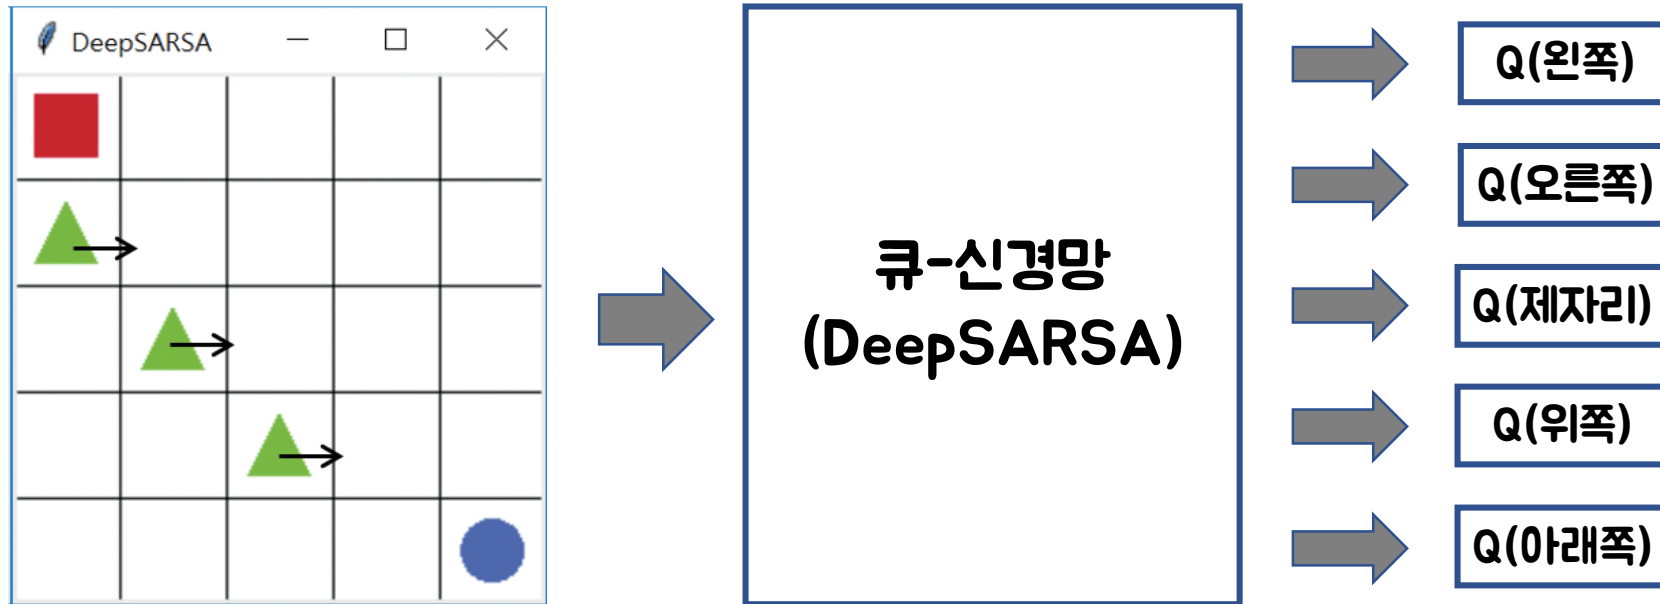 DeepSARSA
큐-신경망
(DeepSARSA)
Q(왼쪽)
Q(오른쪽)
Q(제자리)
Q(위쪽)
Q(아래쪽)